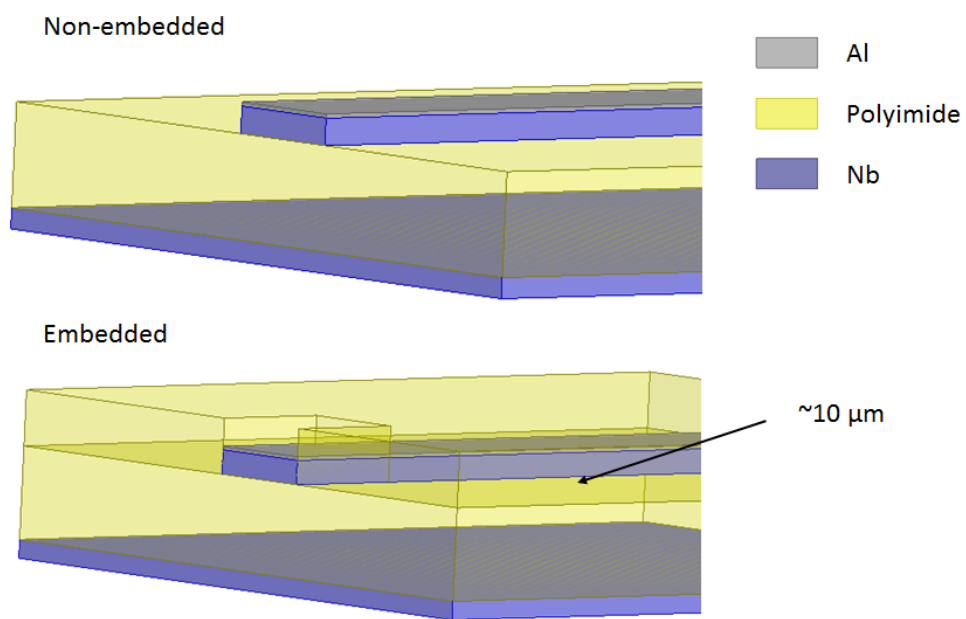 Non-embedded
Al
Polyimide
Nb
Embedded
~10 μm